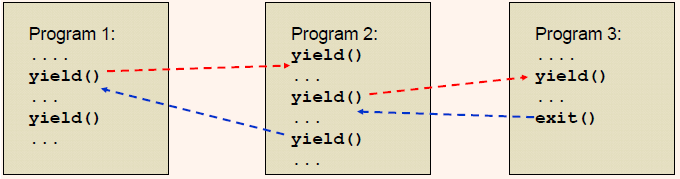 Program 1:
....
yield()
...
yield()
...
Program 2:
yield()
...
yield()
...
yield()
...
Program 3:
....
yield()
...
exit()